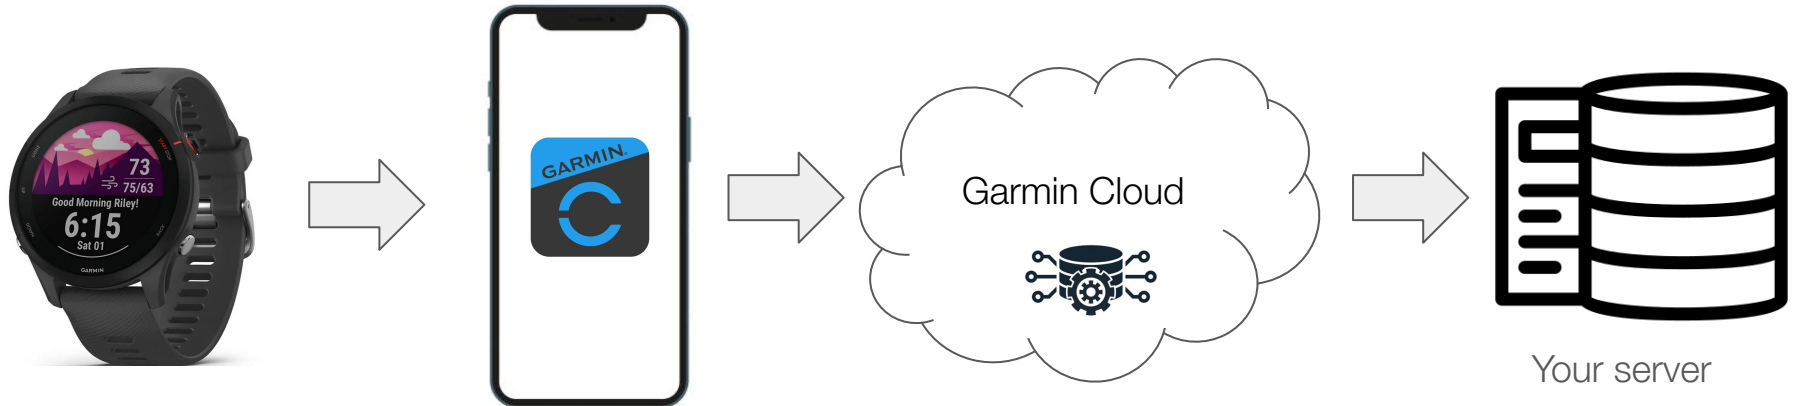 73
75/63
Good Morning Riley!
6:15
Sat 01
GARMIN
GARMIN
Garmin Cloud
Your server